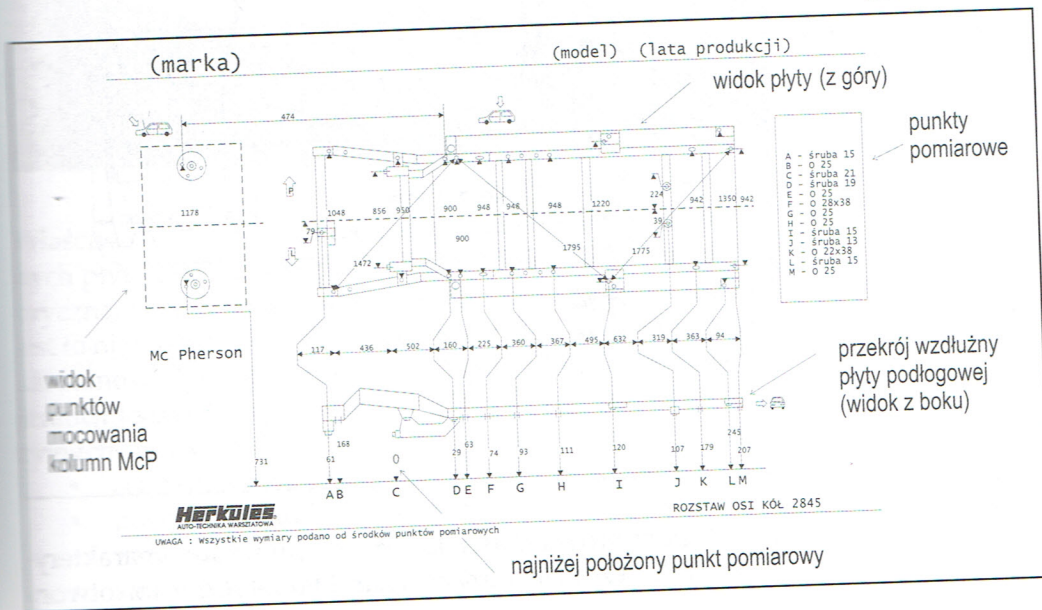 (marka)
(model) (lata produkcji)
widok płyty (z góry)
punkty
pomiarowe
474
1178
P
L
1048
856
950
900
948
948
948
1220
224
39
942
1350
942
79
1472
900
1795
1775
A - śruba 15
B - O 25
C - śruba 21
D - śruba 19
E - O 25
F - O 28x38
G - O 25
H - O 25
I - śruba 15
J - śruba 13
K - O 22x38
L - śruba 15
M - O 25
Mc Pherson
widok
punktów
mocowania
kolumn McP
117
436
502
160
225
360
367
495
632
319
363
94
przekrój wzdłużny
płyty podłogowej
(widok z boku)
731
61
168
0
29
63
74
93
111
120
107
179
245
207
A B C D E F G H I J K L M
Herkules
AUTO-TECHNIKA WARSZTATOWA
ROZSTAW OSI KÓŁ 2845
UWAGA : Wszystkie wymiary podano od środków punktów pomiarowych
najniżej położony punkt pomiarowy